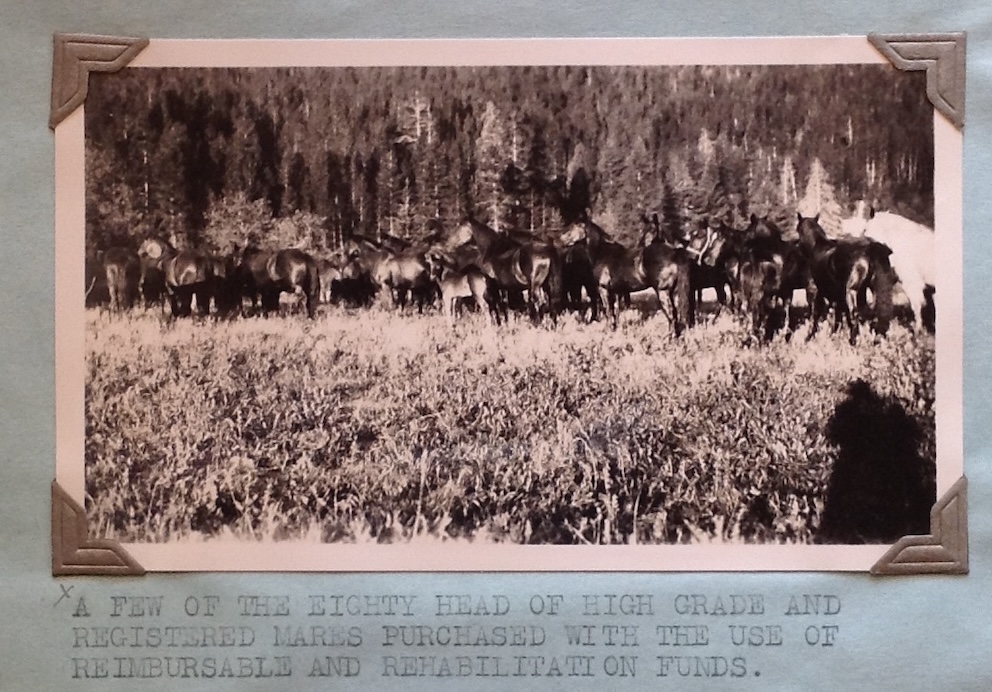 x A FEW OF THE EIGHTY HEAD OF HIGH GRADE AND
REGISTERED MARES PURCHASED WITH THE USE OF
REIMBURSABLE AND REHABILITATION FUNDS.